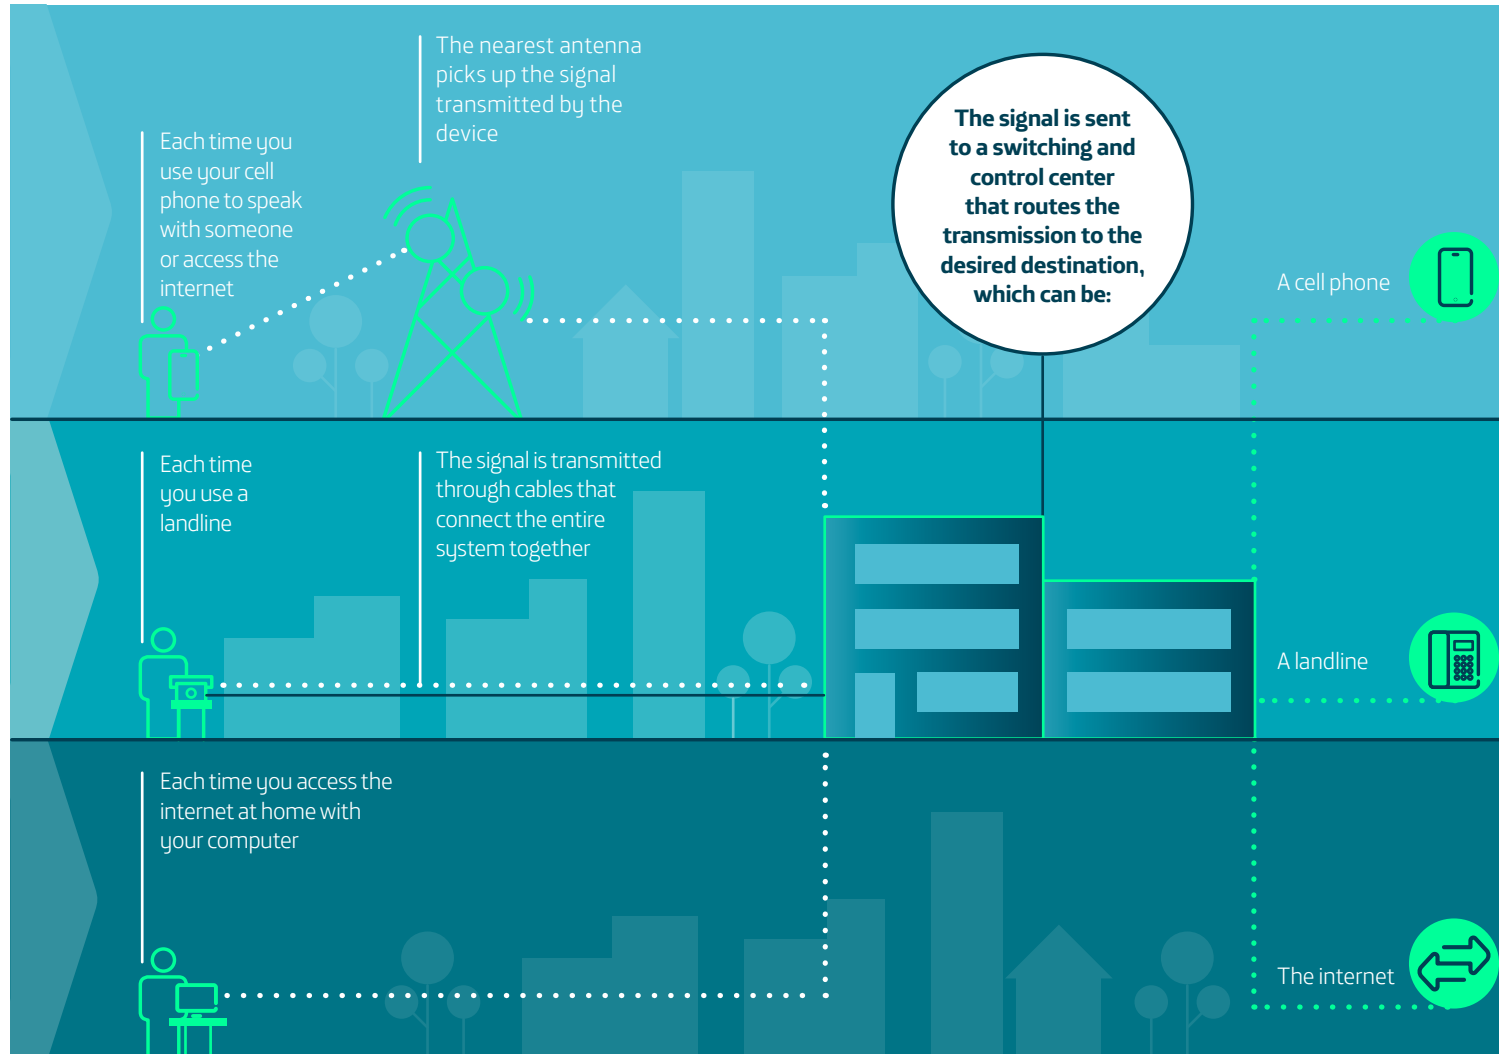 The nearest antenna
picks up the signal
transmitted by the
device
Each time you
use your cell
phone to speak
with someone
or access the
internet
The signal is sent
to a switching and
control center
that routes the
transmission to the
desired destination,
which can be:
A cell phone
Each time
you use a
landline
The signal is transmitted
through cables that
connect the entire
system together
A landline
Each time you access the
internet at home with
your computer
The internet